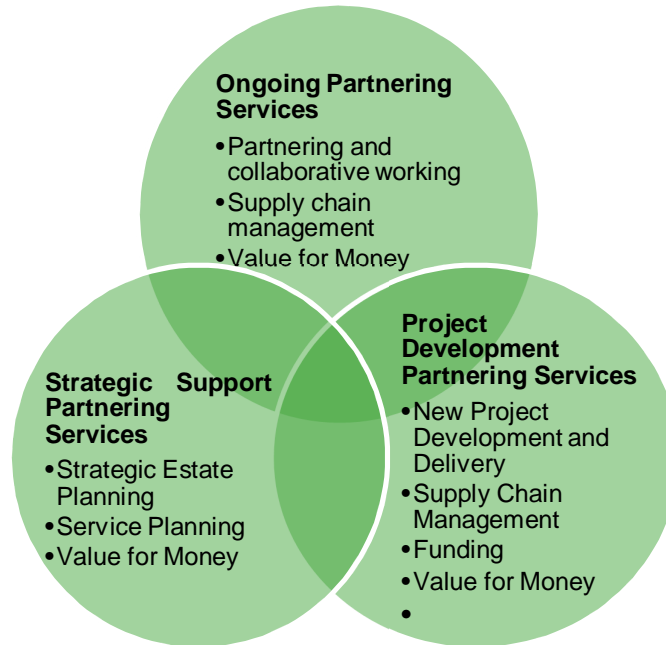 Ongoing Partnering
Services
•Partnering and
collaborative working
•Supply chain
management
•Value for Money
Strategic Support
Partnering
Services
•Strategic Estate
Planning
•Service Planning
•Value for Money
Project
Development
Partnering Services
•New Project
Development and
Delivery
•Supply Chain
Management
•Funding
•Value for Money
•